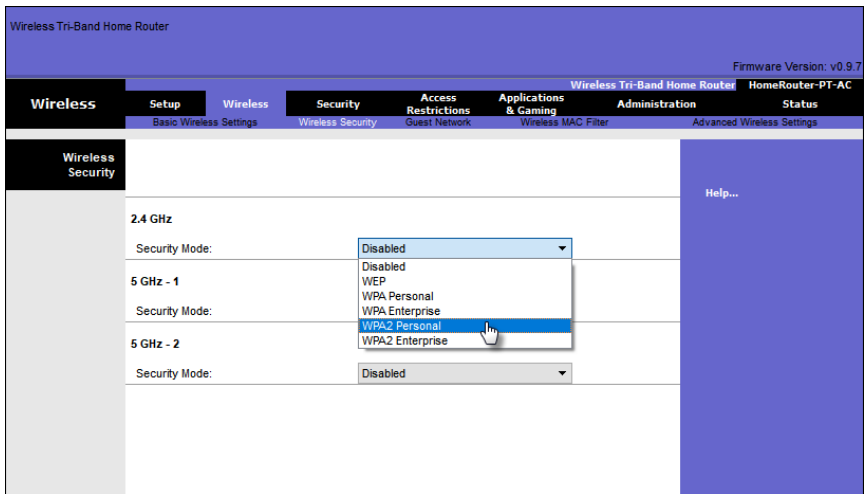 Wireless Tri-Band Home Router
Firmware Version: v0.9.7
Wireless Tri-Band Home Router HomeRouter-PT-AC
Wireless Setup Wireless Security Access Restrictions Applications & Gaming Administration Status
Basic Wireless Settings Wireless Security Guest Network Wireless MAC Filter Advanced Wireless Settings
Wireless
Security
Help...
2.4 GHz
Security Mode: Disabled
Disabled
WEP
WPA Personal
WPA Enterprise
WPA2 Personal
WPA2 Enterprise
5 GHz - 1
Security Mode:
5 GHz - 2
Security Mode: Disabled